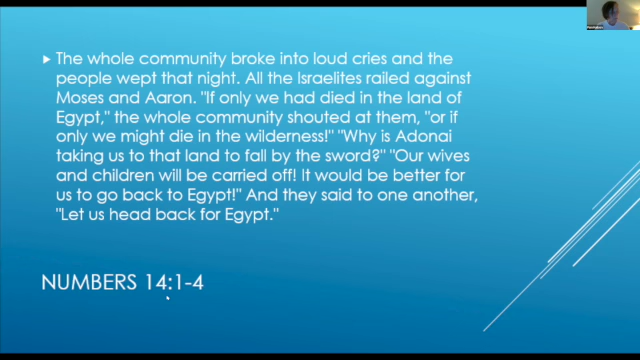 The whole community broke into loud cries and the
people wept that night. All the Israelites railed against
Moses and Aaron. "If only we had died in the land of
Egypt," the whole community shouted at them, "or if
only we might die in the wilderness!" "Why is Adonai
taking us to that land to fall by the sword?" "Our wives
and children will be carried off! It would be better for
us to go back to Egypt!" And they said to one another,
"Let us head back for Egypt."
NUMBERS 14:1-4